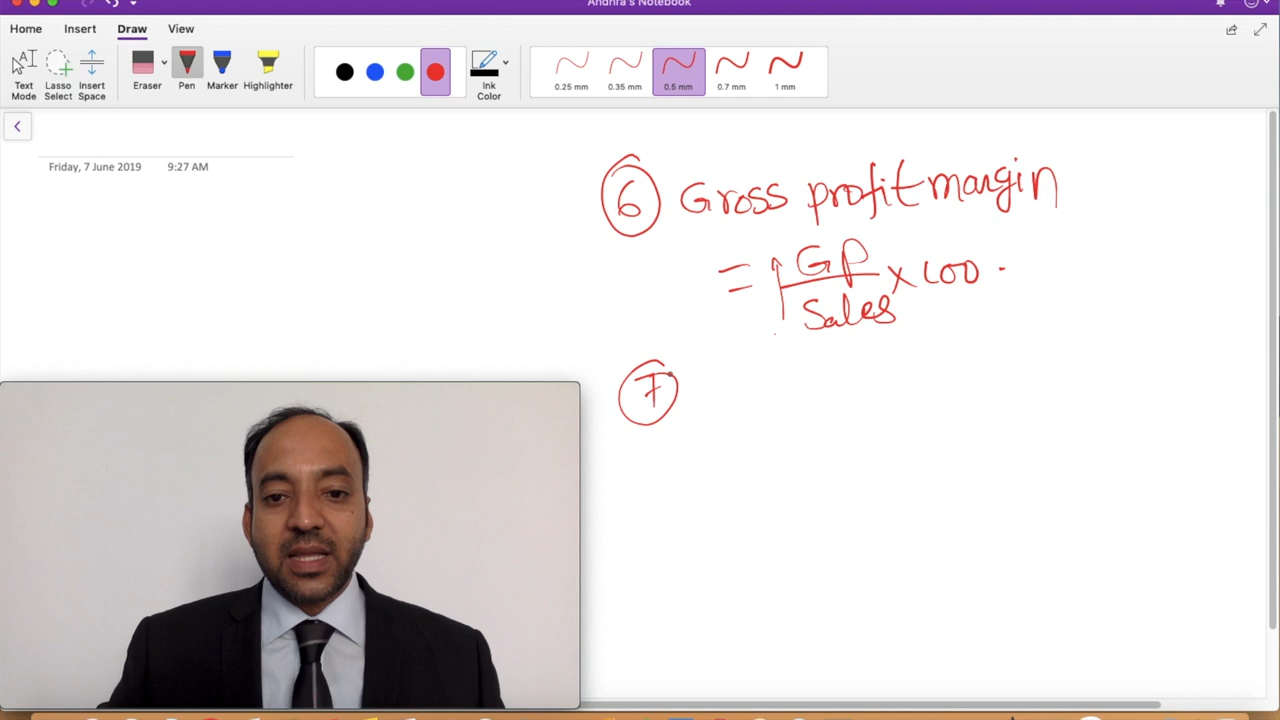 Andhra's Notebook
Home Insert Draw View
Text Mode
Lasso Select
Insert Space
Eraser
Pen
Marker
Highlighter
Ink Color
0.25 mm
0.35 mm
0.5 mm
0.7 mm
1 mm
Friday, 7 June 2019 9:27 AM
6 Gross profit margin
= GP
Sales × 100
7